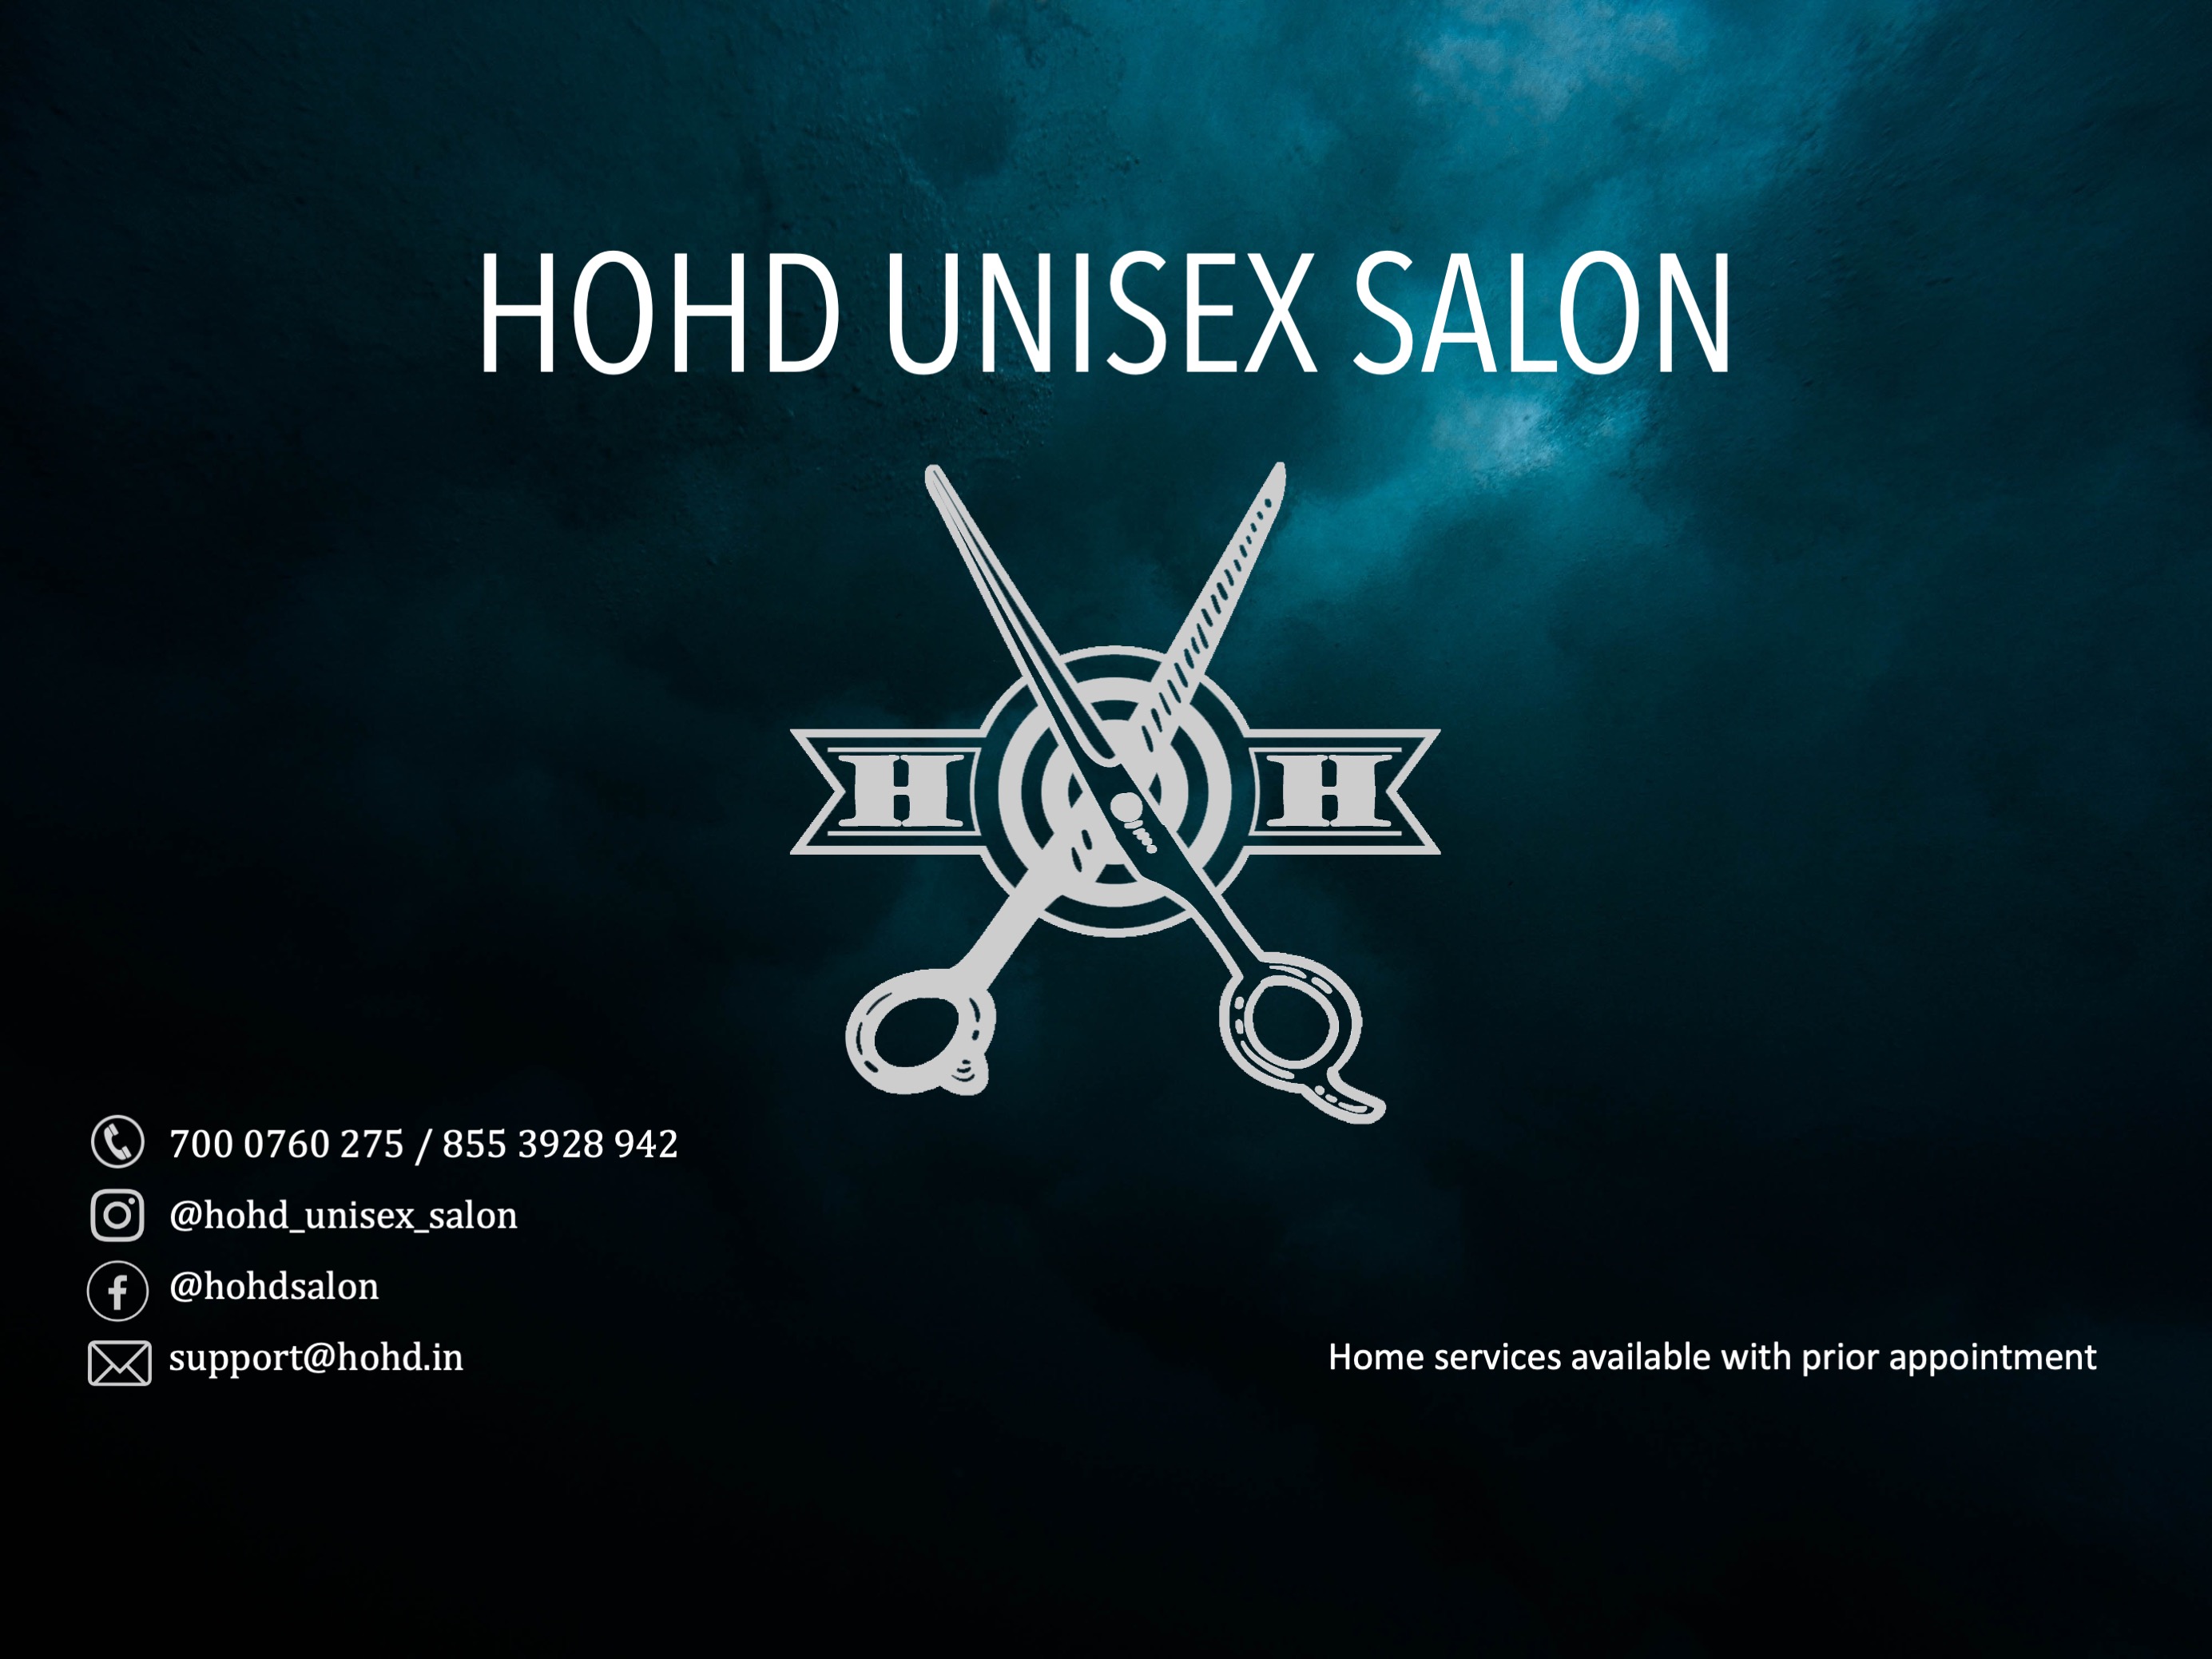 HOHD UNISEX SALON
H H
700 0760 275 / 855 3928 942
@hohd_unisex_salon
@hohdsalon
support@hohd.in
Home services available with prior appointment